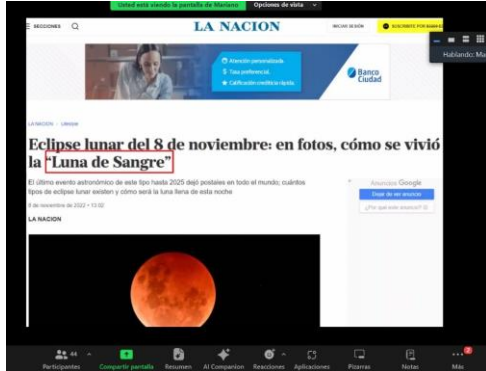 Usted está viendo la pantalla de Mariano Opciones de vista
SECCIONES LA NACION INICIAR SESIÓN
Hablando: Ma
Atención personalizada.
Tasa preferencial.
Calificación crediticia rápida.
Banco Ciudad
LA NACION
Eclipse lunar del 8 de noviembre: en fotos, cómo se vivió
la “Luna de Sangre”
El último evento astronómico de este tipo hasta 2025 dejó postales en todo el mundo; cuántos
tipos de eclipse lunar existen y cómo será la luna llena de esta noche
8 de noviembre de 2022 • 13:02
LA NACION
Anuncios Google
Dejar de ver anuncio
¿Por qué este anuncio?
44
2
Participantes Compartir pantalla Resumen AI Companion Reacciones Aplicaciones Pizarras Notas Más